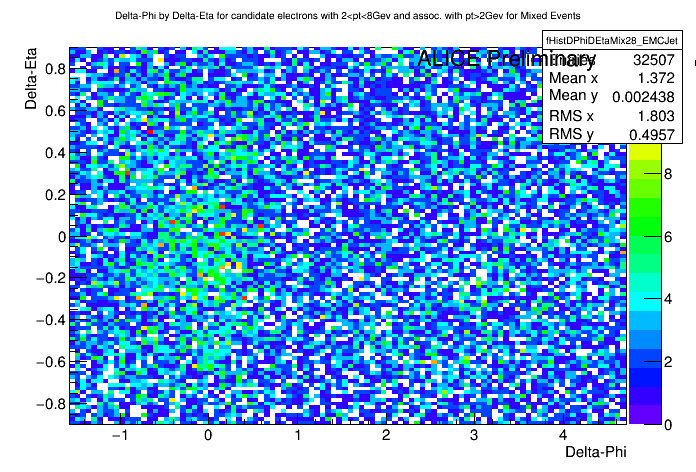 Delta-Phi by Delta-Eta for candidate electrons with 2<pt<8Gev and assoc. with pt>2Gev for Mixed Events
fHistDPhiDEtaMix28_EMCJet
ALICE Preliminary
Entries 32507
Mean x 1.372
Mean y 0.002438
RMS x 1.803
RMS y 0.4957
Delta-Eta
0.8
0.6
0.4
0.2
0
−0.2
−0.4
−0.6
−0.8
−1 0 1 2 3 4
Delta-Phi
8
6
4
2
0